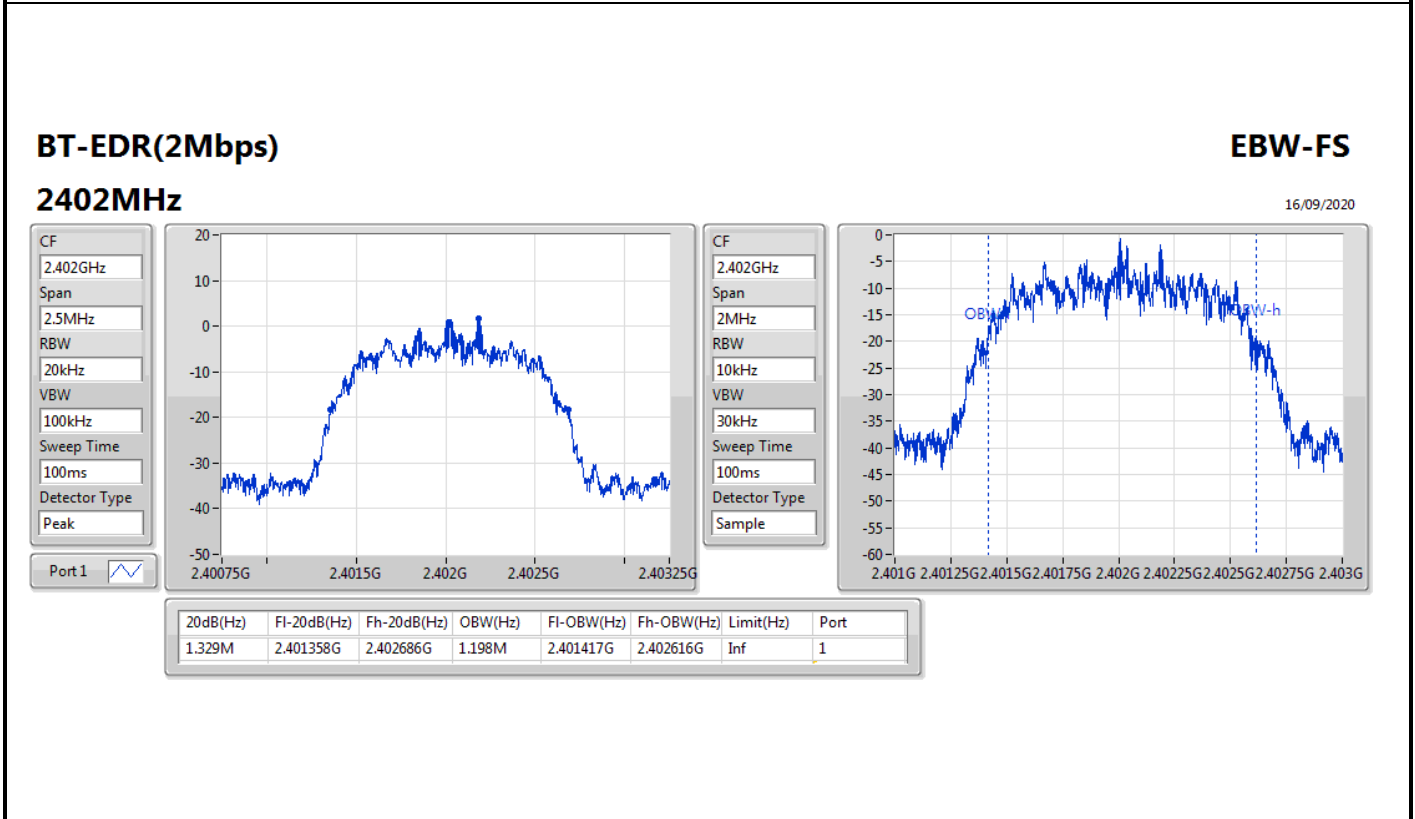 BT-EDR(2Mbps)
EBW-FS
2402MHz
16/09/2020
CF
2.402GHz
Span
2.5MHz
RBW
20kHz
VBW
100kHz
Sweep Time
100ms
Detector Type
Peak
Port 1
20
10
0
-10
-20
-30
-40
-50
2.40075G 2.4015G 2.402G 2.4025G 2.40325G
CF
2.402GHz
Span
2MHz
RBW
10kHz
VBW
30kHz
Sweep Time
100ms
Detector Type
Sample
0
-5
-10
-15
-20
-25
-30
-35
-40
-45
-50
-55
-60
OBW-h
2.401G 2.40125G 2.4015G 2.40175G 2.402G 2.40225G 2.4025G 2.40275G 2.403G
20dB(Hz) Fl-20dB(Hz) Fh-20dB(Hz) OBW(Hz) Fl-OBW(Hz) Fh-OBW(Hz) Limit(Hz) Port
1.329M 2.401358G 2.402686G 1.198M 2.401417G 2.402616G Inf 1